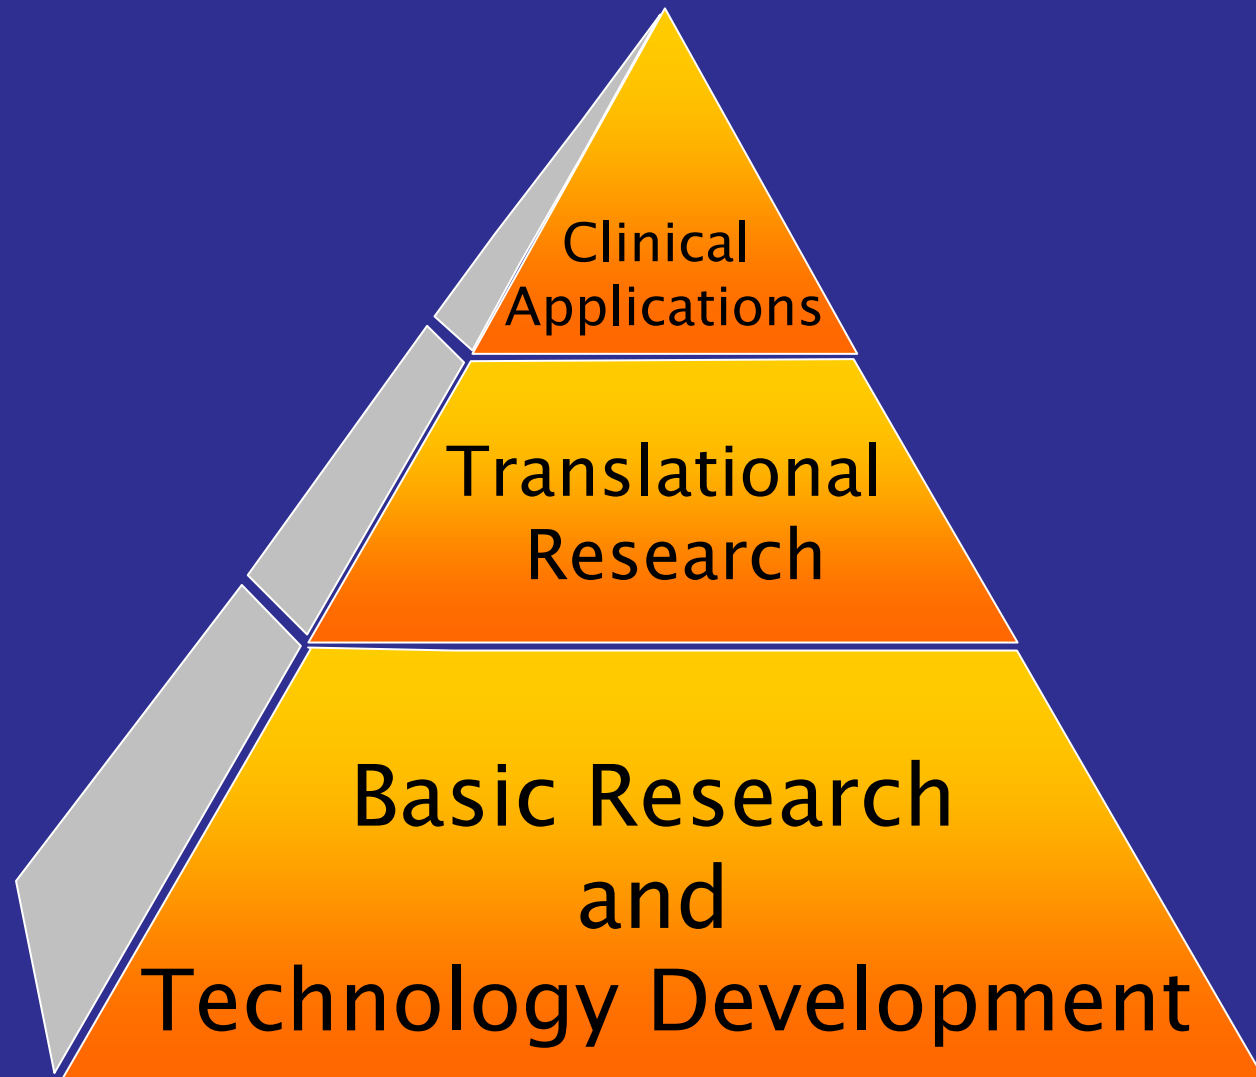 Clinical
Applications
Translational
Research
Basic Research
and
Technology Development